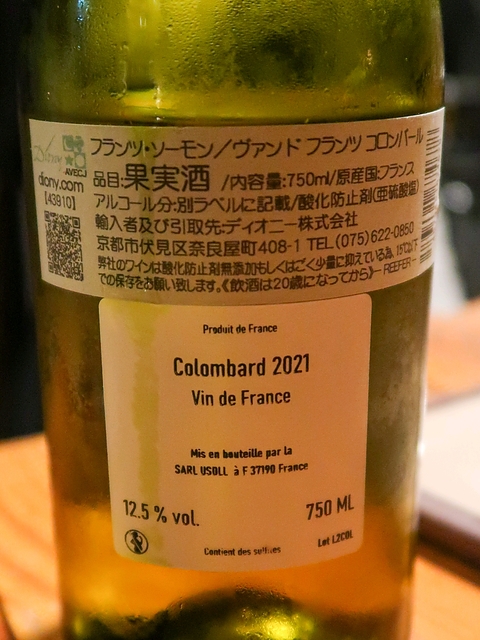 フランツ・ソーモン／ヴァンド フランツ コロンバール
Diony
AVEC
diony.com
品目:果実酒 /内容量:750ml/原産国:フランス
[43910]
アルコール分:別ラベルに記載/酸化防止剤(亜硫酸塩)
輸入者及び引取先:ディオニー株式会社
京都市伏見区奈良屋町408-1 TEL(075)622-0850
弊社のワインは酸化防止剤無添加もしくはごく少量に抑えている為、15℃以下
での保存をお願い致します。《飲酒は20歳になってから》— REEFER —
Produit de France
Colombard 2021
Vin de France
Mis en bouteille par la
SARL USOLL à F 37190 France
12.5 % vol.
750 ML
Contient des sulfites
Lot L2COL